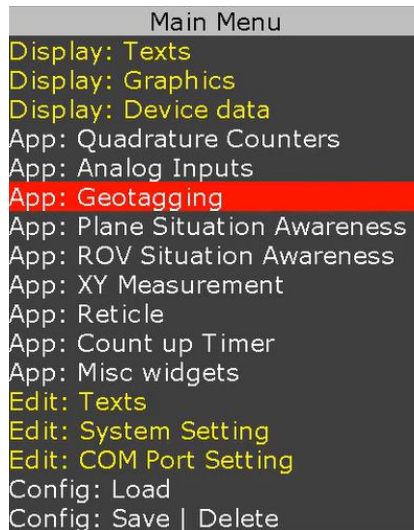 Main Menu
Display: Texts
Display: Graphics
Display: Device data
App: Quadrature Counters
App: Analog Inputs
App: Geotagging
App: Plane Situation Awareness
App: ROV Situation Awareness
App: XY Measurement
App: Reticle
App: Count up Timer
App: Misc widgets
Edit: Texts
Edit: System Setting
Edit: COM Port Setting
Config: Load
Config: Save | Delete